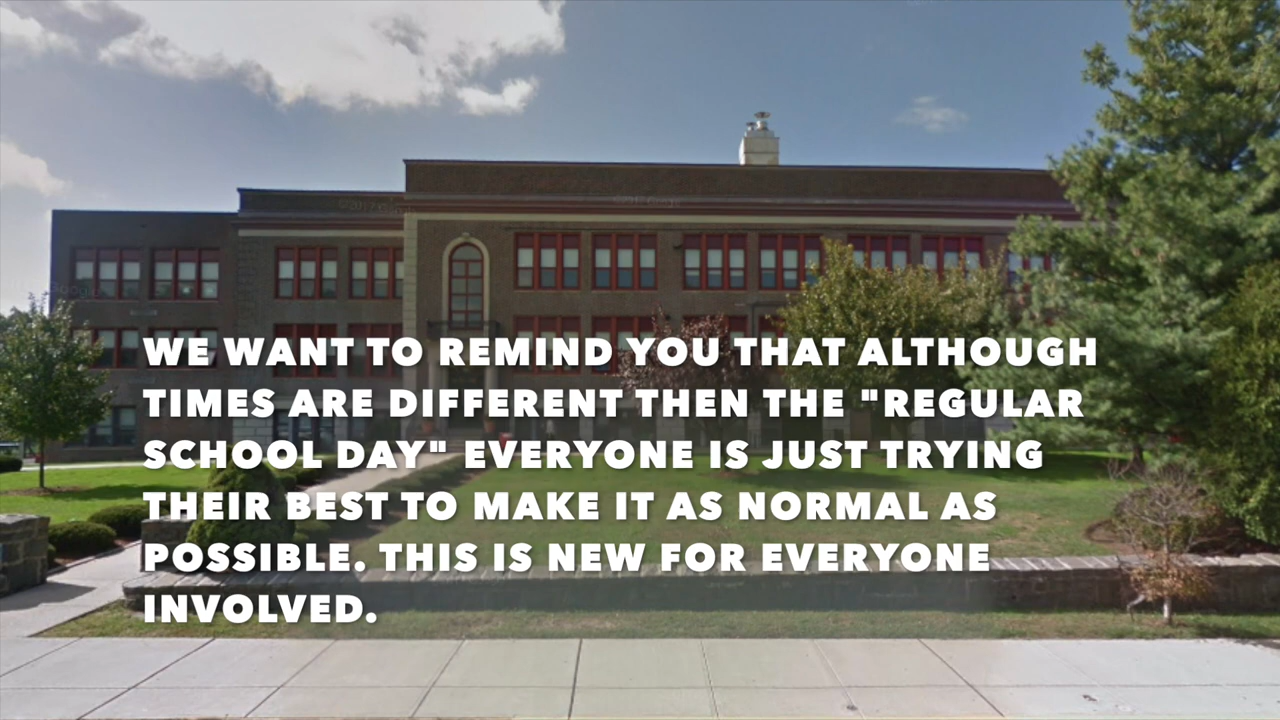 WE WANT TO REMIND YOU THAT ALTHOUGH
TIMES ARE DIFFERENT THEN THE "REGULAR
SCHOOL DAY" EVERYONE IS JUST TRYING
THEIR BEST TO MAKE IT AS NORMAL AS
POSSIBLE. THIS IS NEW FOR EVERYONE
INVOLVED.